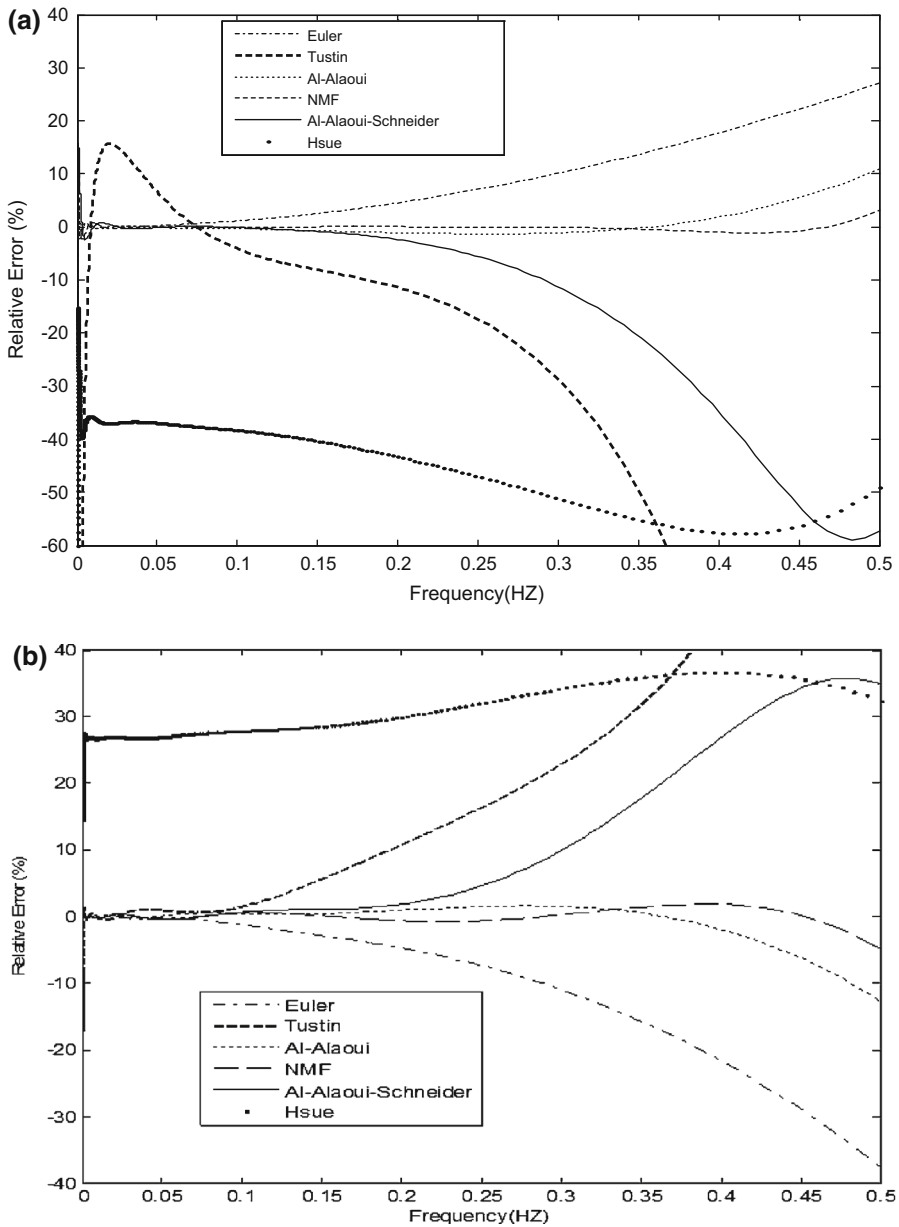 (a)
40
30
20
10
0
-10
-20
-30
-40
-50
-60
Relative Error (%)
Euler
Tustin
Al-Alaoui
NMF
Al-Alaoui-Schneider
Hsue
0
0.05
0.1
0.15
0.2
0.25
0.3
0.35
0.4
0.45
0.5
Frequency(HZ)
(b)
40
30
20
10
0
-10
-20
-30
-40
Relative Error (%)
Euler
Tustin
Al-Alaoui
NMF
Al-Alaoui-Schneider
Hsue
0
0.05
0.1
0.15
0.2
0.25
0.3
0.35
0.4
0.45
0.5
Frequency(HZ)